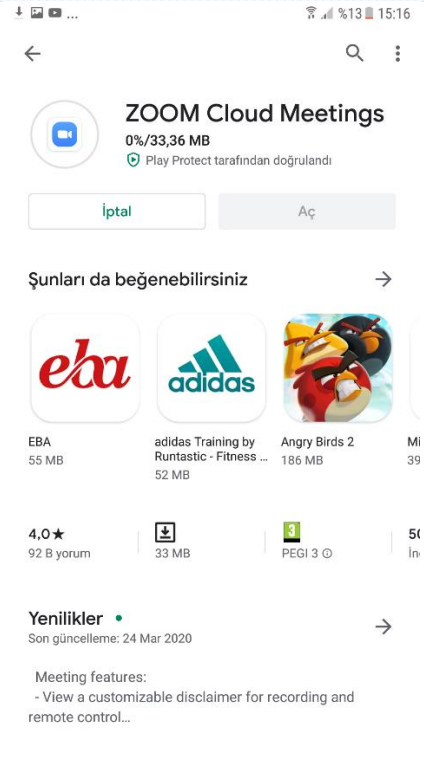 ... %13 15:16
ZOOM Cloud Meetings
0%/33,36 MB
Play Protect tarafından doğrulandı
İptal
Aç
Şunları da beğenebilirsiniz
eba
adidas
EBA
55 MB
adidas Training by
Runtastic - Fitness ...
52 MB
Angry Birds 2
186 MB
Mi
39
4,0★
92 B yorum
33 MB
3
PEGI 3
50
İn
Yenilikler
Son güncelleme: 24 Mar 2020
Meeting features:
- View a customizable disclaimer for recording and
remote control...